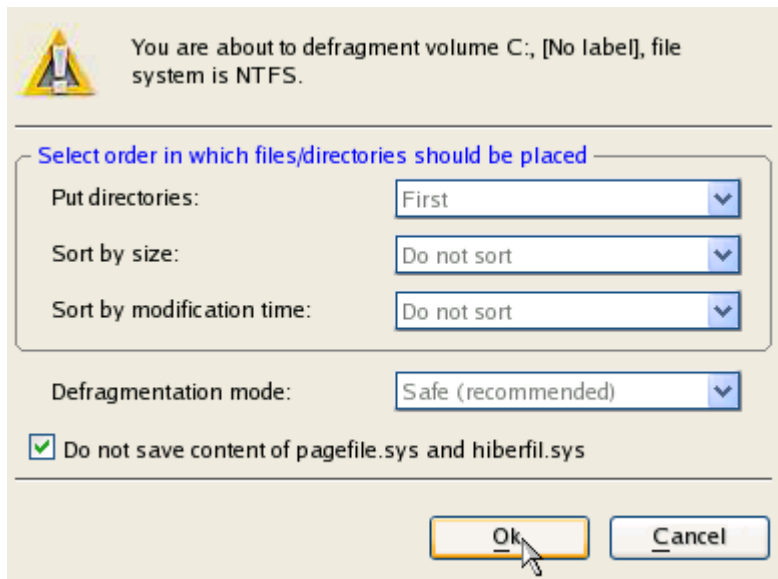 You are about to defragment volume C:, [No label], file
system is NTFS.
Select order in which files/directories should be placed
Put directories:
First
Sort by size:
Do not sort
Sort by modification time:
Do not sort
Defragmentation mode:
Safe (recommended)
Do not save content of pagefile.sys and hiberfil.sys
Ok
Cancel